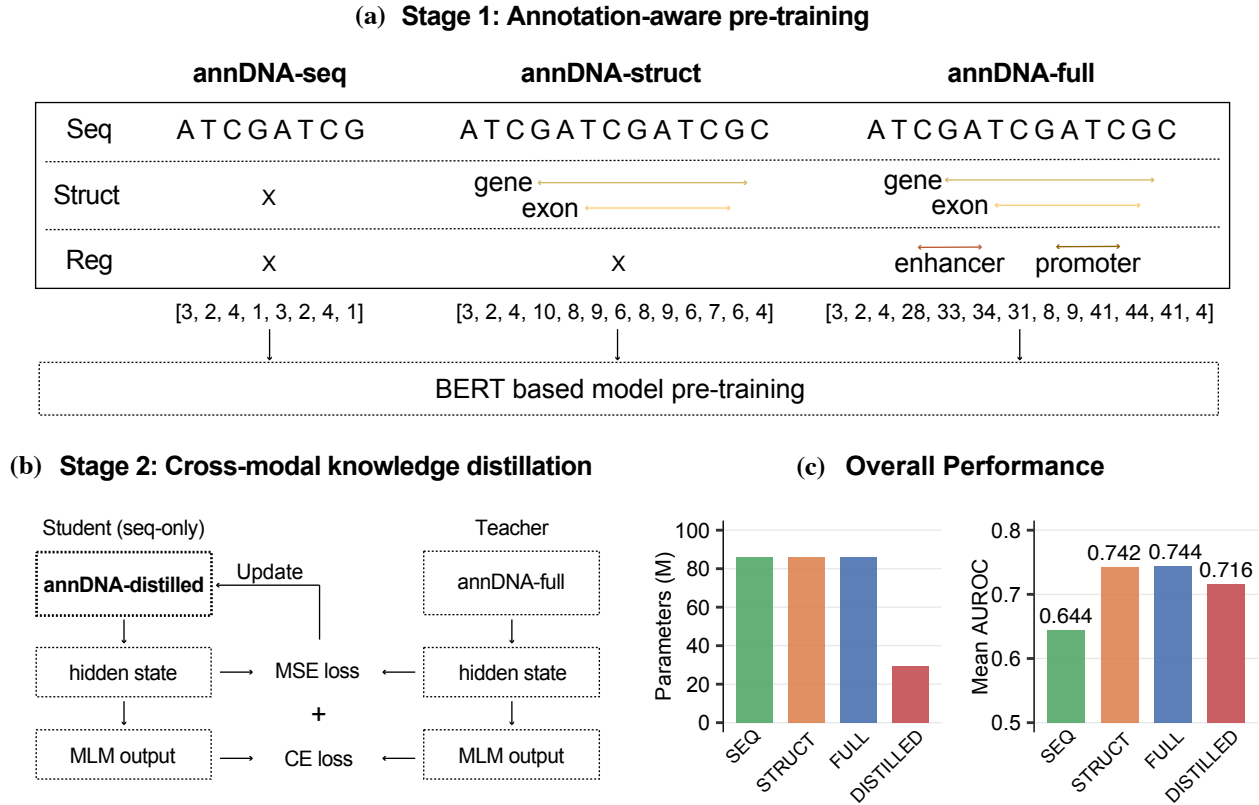 (a) Stage 1: Annotation-aware pre-training
annDNA-seq annDNA-struct annDNA-full
Seq A T C G A T C G A T C G A T C G A T C G C A T C G A T C G A T C G C
Struct X gene exon gene exon
Reg X X enhancer promoter
[3, 2, 4, 1, 3, 2, 4, 1] [3, 2, 4, 10, 8, 9, 6, 8, 9, 6, 7, 6, 4] [3, 2, 4, 28, 33, 34, 31, 8, 9, 41, 44, 41, 4]
BERT based model pre-training
(b) Stage 2: Cross-modal knowledge distillation
Student (seq-only) Teacher
annDNA-distilled Update annDNA-full
hidden state MSE loss hidden state
+
MLM output CE loss MLM output
(c) Overall Performance
Parameters (M)
100
80
60
40
20
0
SEQ STRUCT FULL DISTILLED
Mean AUROC
0.8
0.7
0.6
0.5
0.644 0.742 0.744 0.716
SEQ STRUCT FULL DISTILLED